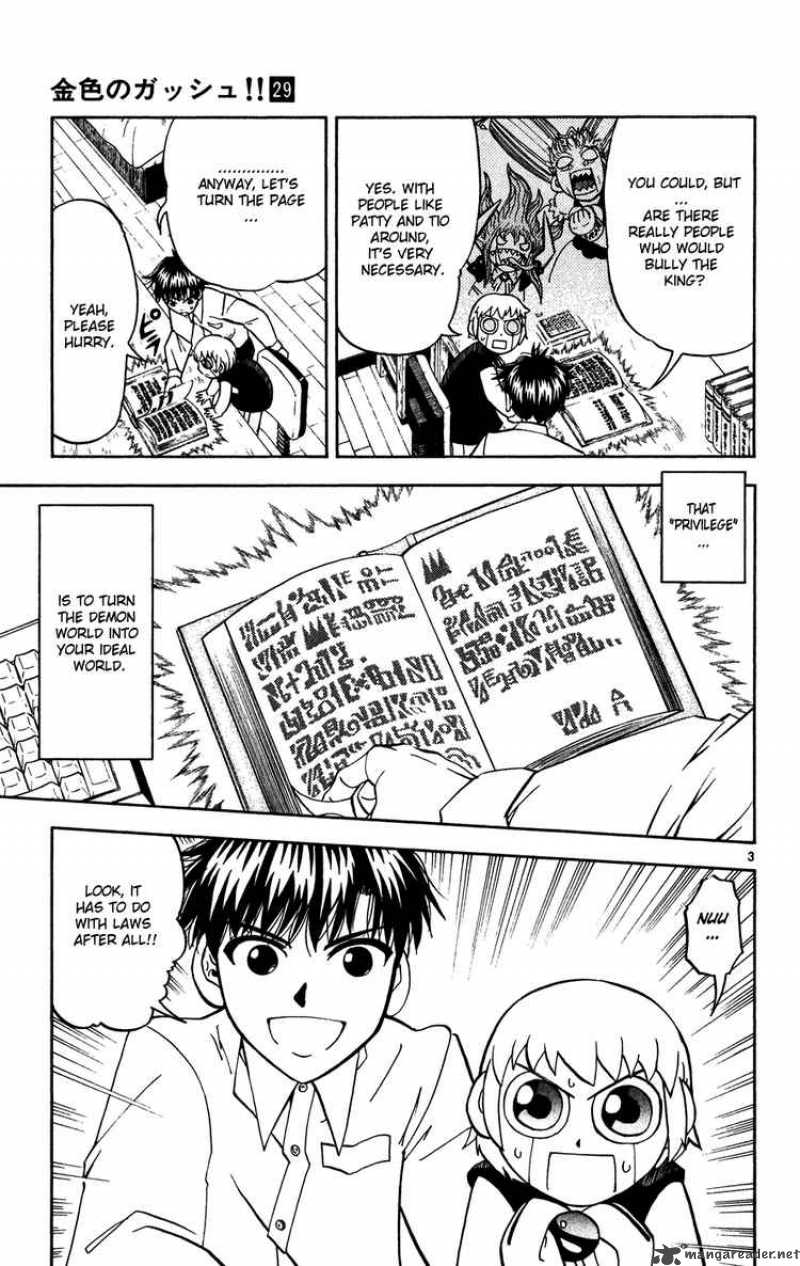 金色のガッシュ!! 29
YOU COULD, BUT
...
ARE THERE
REALLY PEOPLE
WHO WOULD
BULLY THE
KING?
YES. WITH
PEOPLE LIKE
PATTY AND TIO
AROUND,
IT'S VERY
NECESSARY.
..............
ANYWAY, LET'S
TURN THE PAGE
...
YEAH,
PLEASE
HURRY.
ピッ
THAT
"PRIVILEGE"
...
IS TO TURN
THE DEMON
WORLD INTO
YOUR IDEAL
WORLD.
3
LOOK, IT
HAS TO DO
WITH LAWS
AFTER ALL!!
NUU
...
mangareader.net